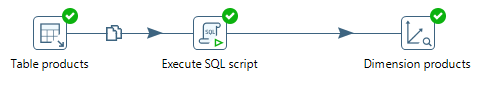 SQL
Table products
Execute SQL script
Dimension products